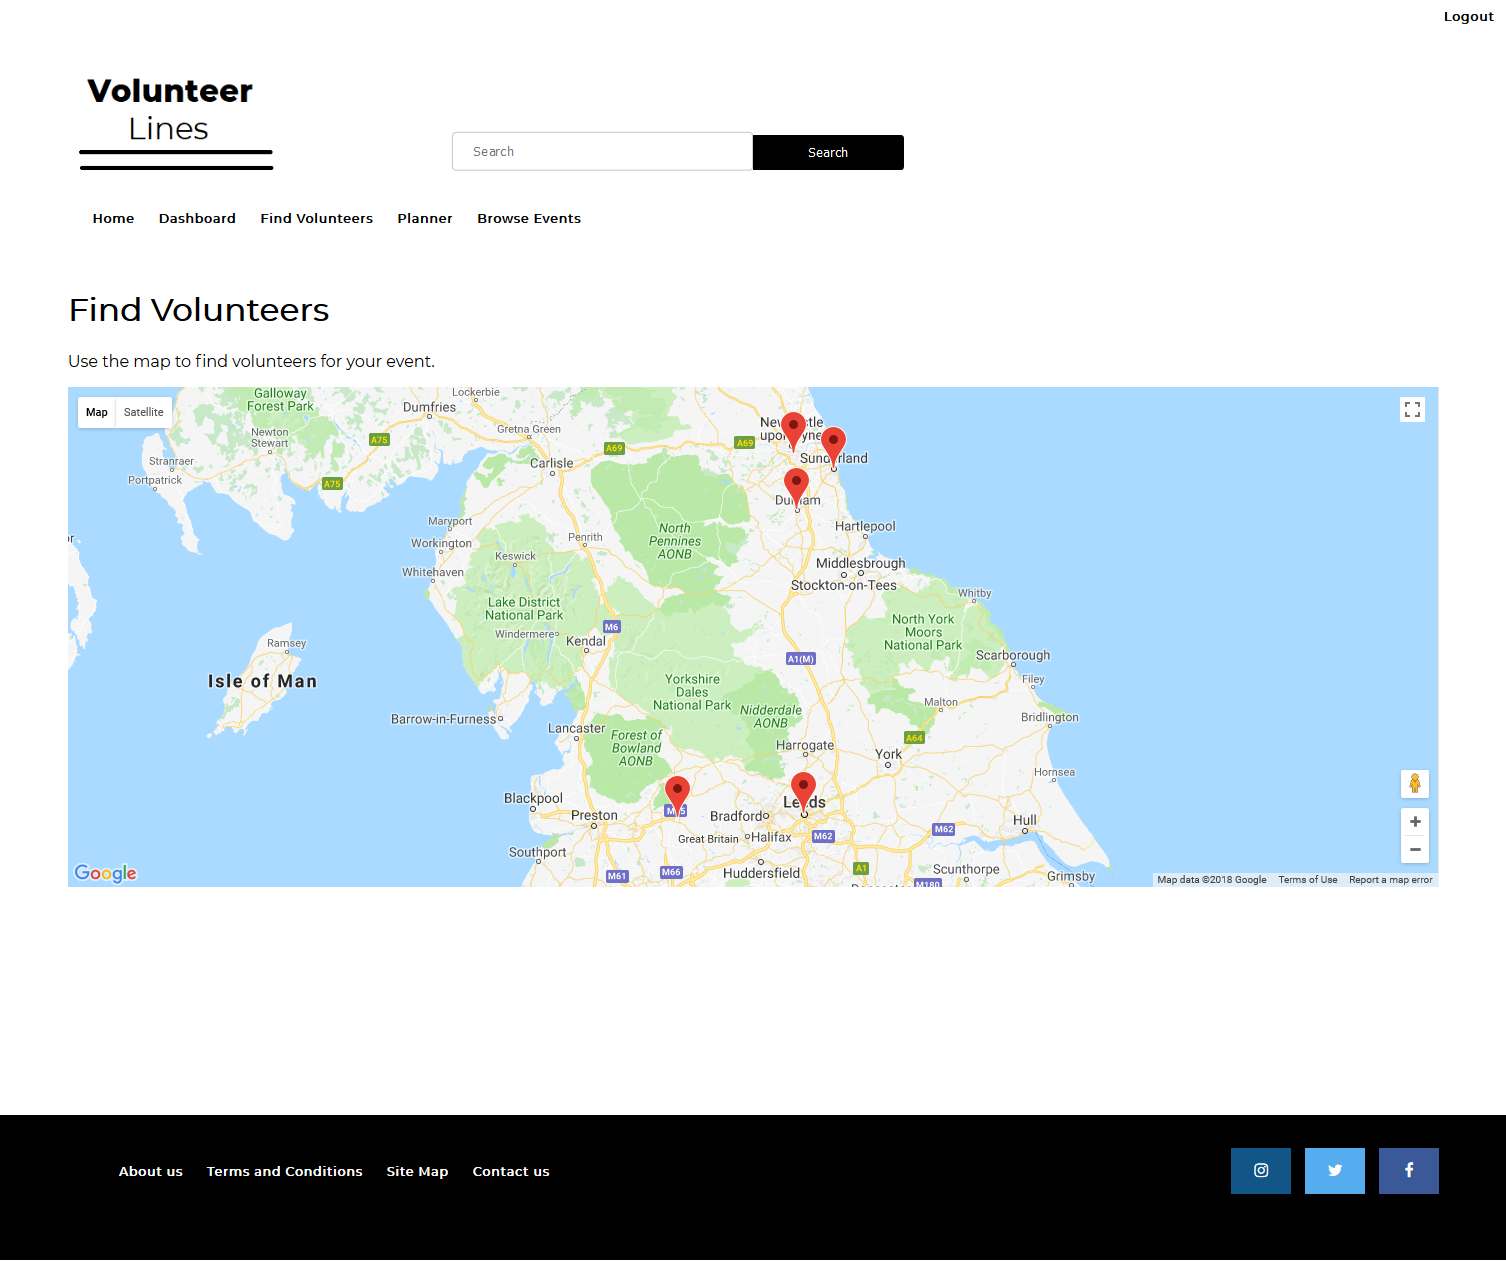 Logout
Volunteer
Lines
Search
Search
Home
Dashboard
Find Volunteers
Planner
Browse Events
Find Volunteers
Use the map to find volunteers for your event.
Map
Satellite
Galloway
Forest Park
Lockerbie
Dumfries
Newton
Stewart
A75
Gretna Green
A69
A69
Stranraer
Portpatrick
A75
Carlisle
Sunderland
Durham
Maryport
Workington
Whitehaven
Keswick
Penrith
North
Pennines
AONB
Hartlepool
Middlesbrough
Stockton-on-Tees
Whitby
Lake District
National Park
Windermere
Kendal
M6
A1(M)
North York
Moors
National Park
Scarborough
Filey
Ramsey
Isle of Man
Yorkshire
Dales
National Park
Nidderdale
AONB
Malton
Bridlington
Barrow-in-Furness
Lancaster
Forest of
Bowland
AONB
Harrogate
York
A64
Hornsea
Blackpool
Preston
Bradford
Leeds
Great Britain
Halifax
M62
M62
Hull
Southport
M61
M66
Huddersfield
A1
M180
Scunthorpe
Grimsby
Google
Map data ©2018 Google
Terms of Use
Report a map error
About us
Terms and Conditions
Site Map
Contact us